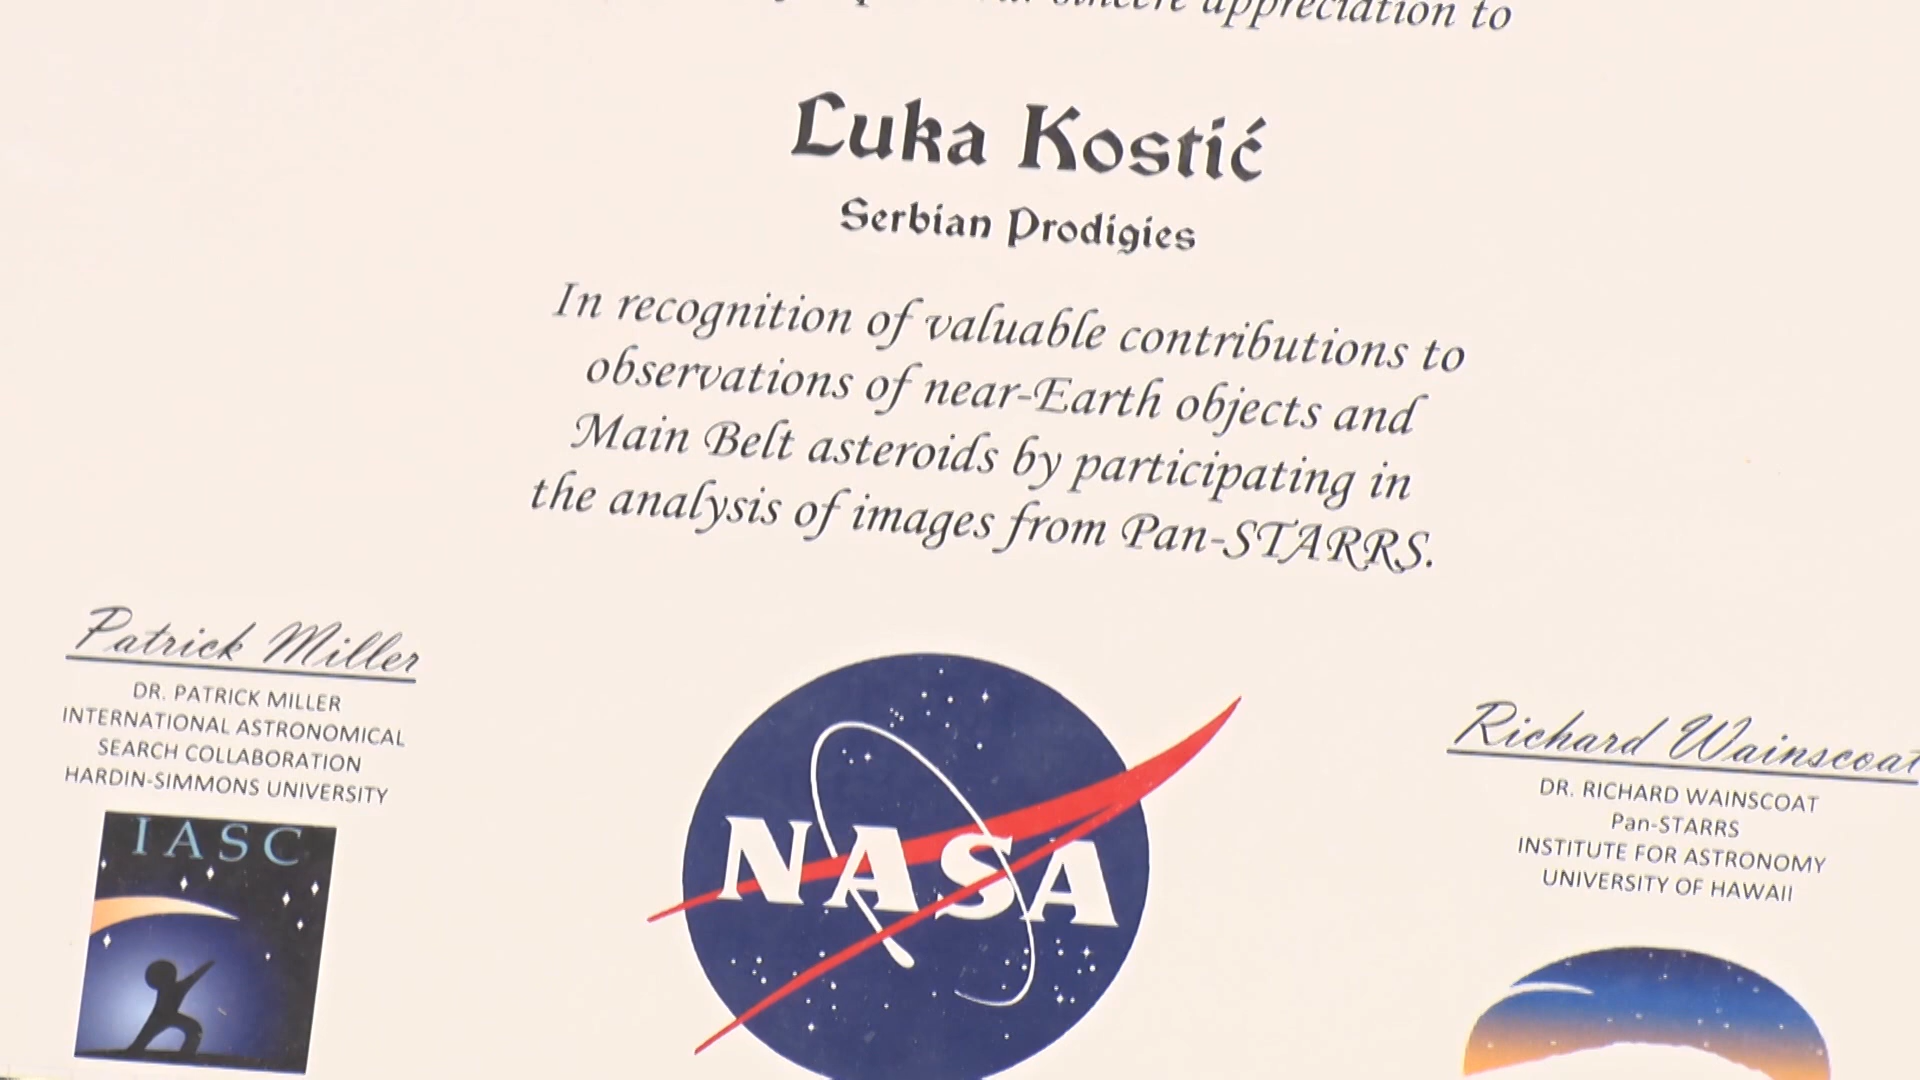 sincere appreciation to
Luka Kostić
Serbian Prodigies
In recognition of valuable contributions to
observations of near-Earth objects and
Main Belt asteroids by participating in
the analysis of images from Pan-STARRS.
Patrick Miller
DR. PATRICK MILLER
INTERNATIONAL ASTRONOMICAL
SEARCH COLLABORATION
HARDIN-SIMMONS UNIVERSITY
IASC
NASA
Richard Wainscoat
DR. RICHARD WAINSCOAT
Pan-STARRS
INSTITUTE FOR ASTRONOMY
UNIVERSITY OF HAWAII